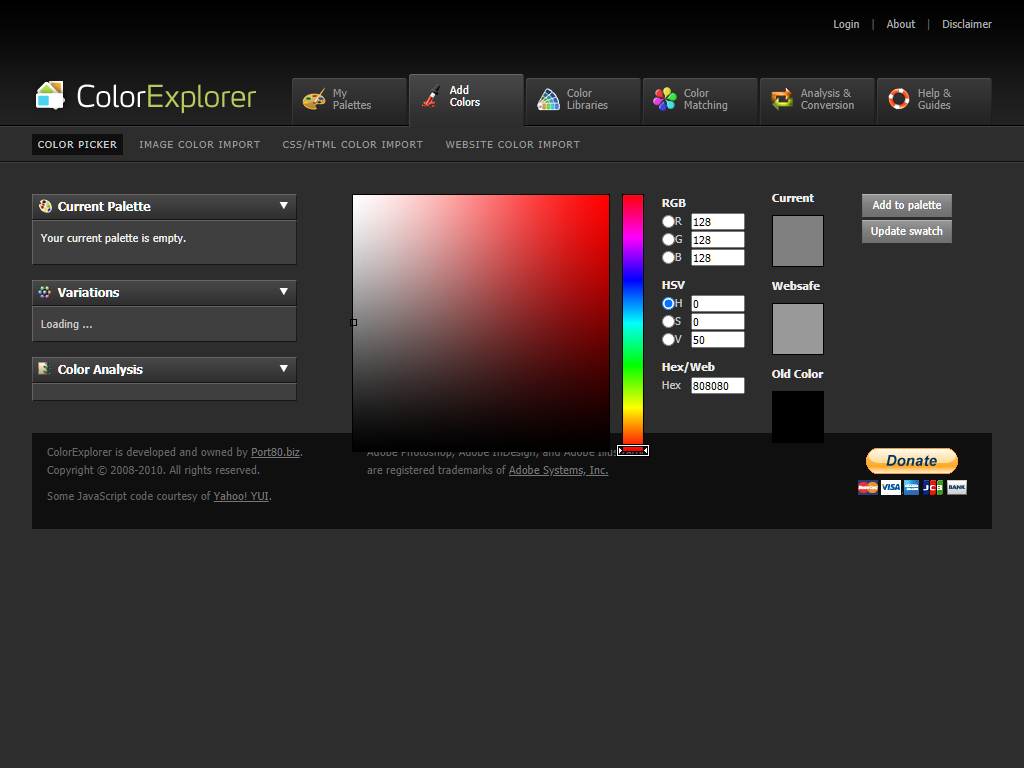 Login | About | Disclaimer
ColorExplorer
My Palettes
Add Colors
Color Libraries
Color Matching
Analysis & Conversion
Help & Guides
COLOR PICKER IMAGE COLOR IMPORT CSS/HTML COLOR IMPORT WEBSITE COLOR IMPORT
Current Palette
Your current palette is empty.
Variations
Loading ...
Color Analysis
RGB
R 128
G 128
B 128
HSV
H 0
S 0
V 50
Hex/Web
Hex 808080
Current
Websafe
Old Color
Add to palette
Update swatch
ColorExplorer is developed and owned by Port80.biz.
Copyright © 2008-2010. All rights reserved.
Some JavaScript code courtesy of Yahoo! YUI.
Adobe Photoshop, Adobe InDesign, and Adobe
are registered trademarks of Adobe Systems, Inc.
Donate
MasterCard VISA JCB BANK